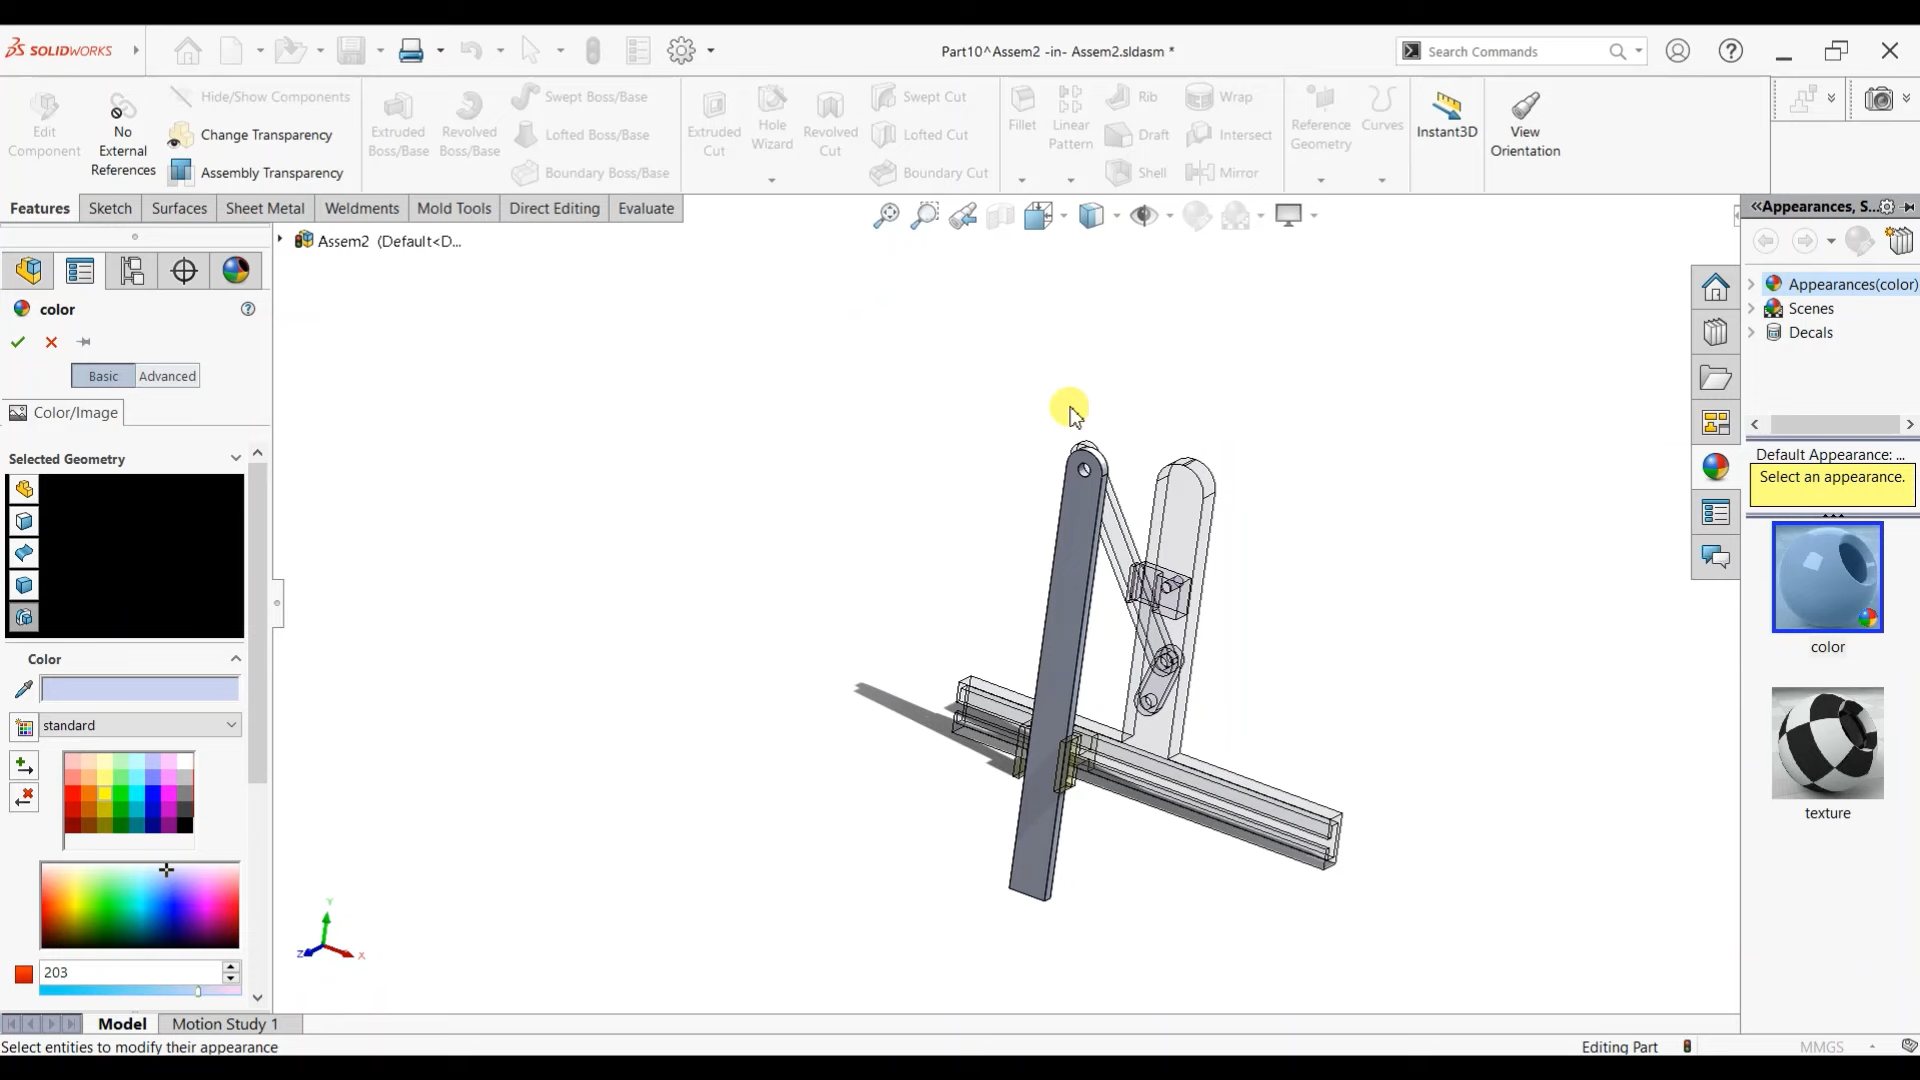 SOLIDWORKS
Part10^Assem2 -in- Assem2.sldasm *
Search Commands
Edit Component
No External References
Hide/Show Components
Change Transparency
Assembly Transparency
Extruded Boss/Base
Revolved Boss/Base
Swept Boss/Base
Lofted Boss/Base
Boundary Boss/Base
Extruded Cut
Hole Wizard
Revolved Cut
Swept Cut
Lofted Cut
Boundary Cut
Fillet
Linear Pattern
Rib
Draft
Shell
Wrap
Intersect
Mirror
Reference Geometry
Curves
Instant3D
View Orientation
Features
Sketch
Surfaces
Sheet Metal
Weldments
Mold Tools
Direct Editing
Evaluate
Assem2 (Default<D...
color
Basic
Advanced
Color/Image
Selected Geometry
Color
standard
203
Y
Z
X
Appearances, S...
Appearances(color)
Scenes
Decals
Default Appearance: ...
Select an appearance.
color
texture
Model
Motion Study 1
Select entities to modify their appearance
Editing Part
MMGS